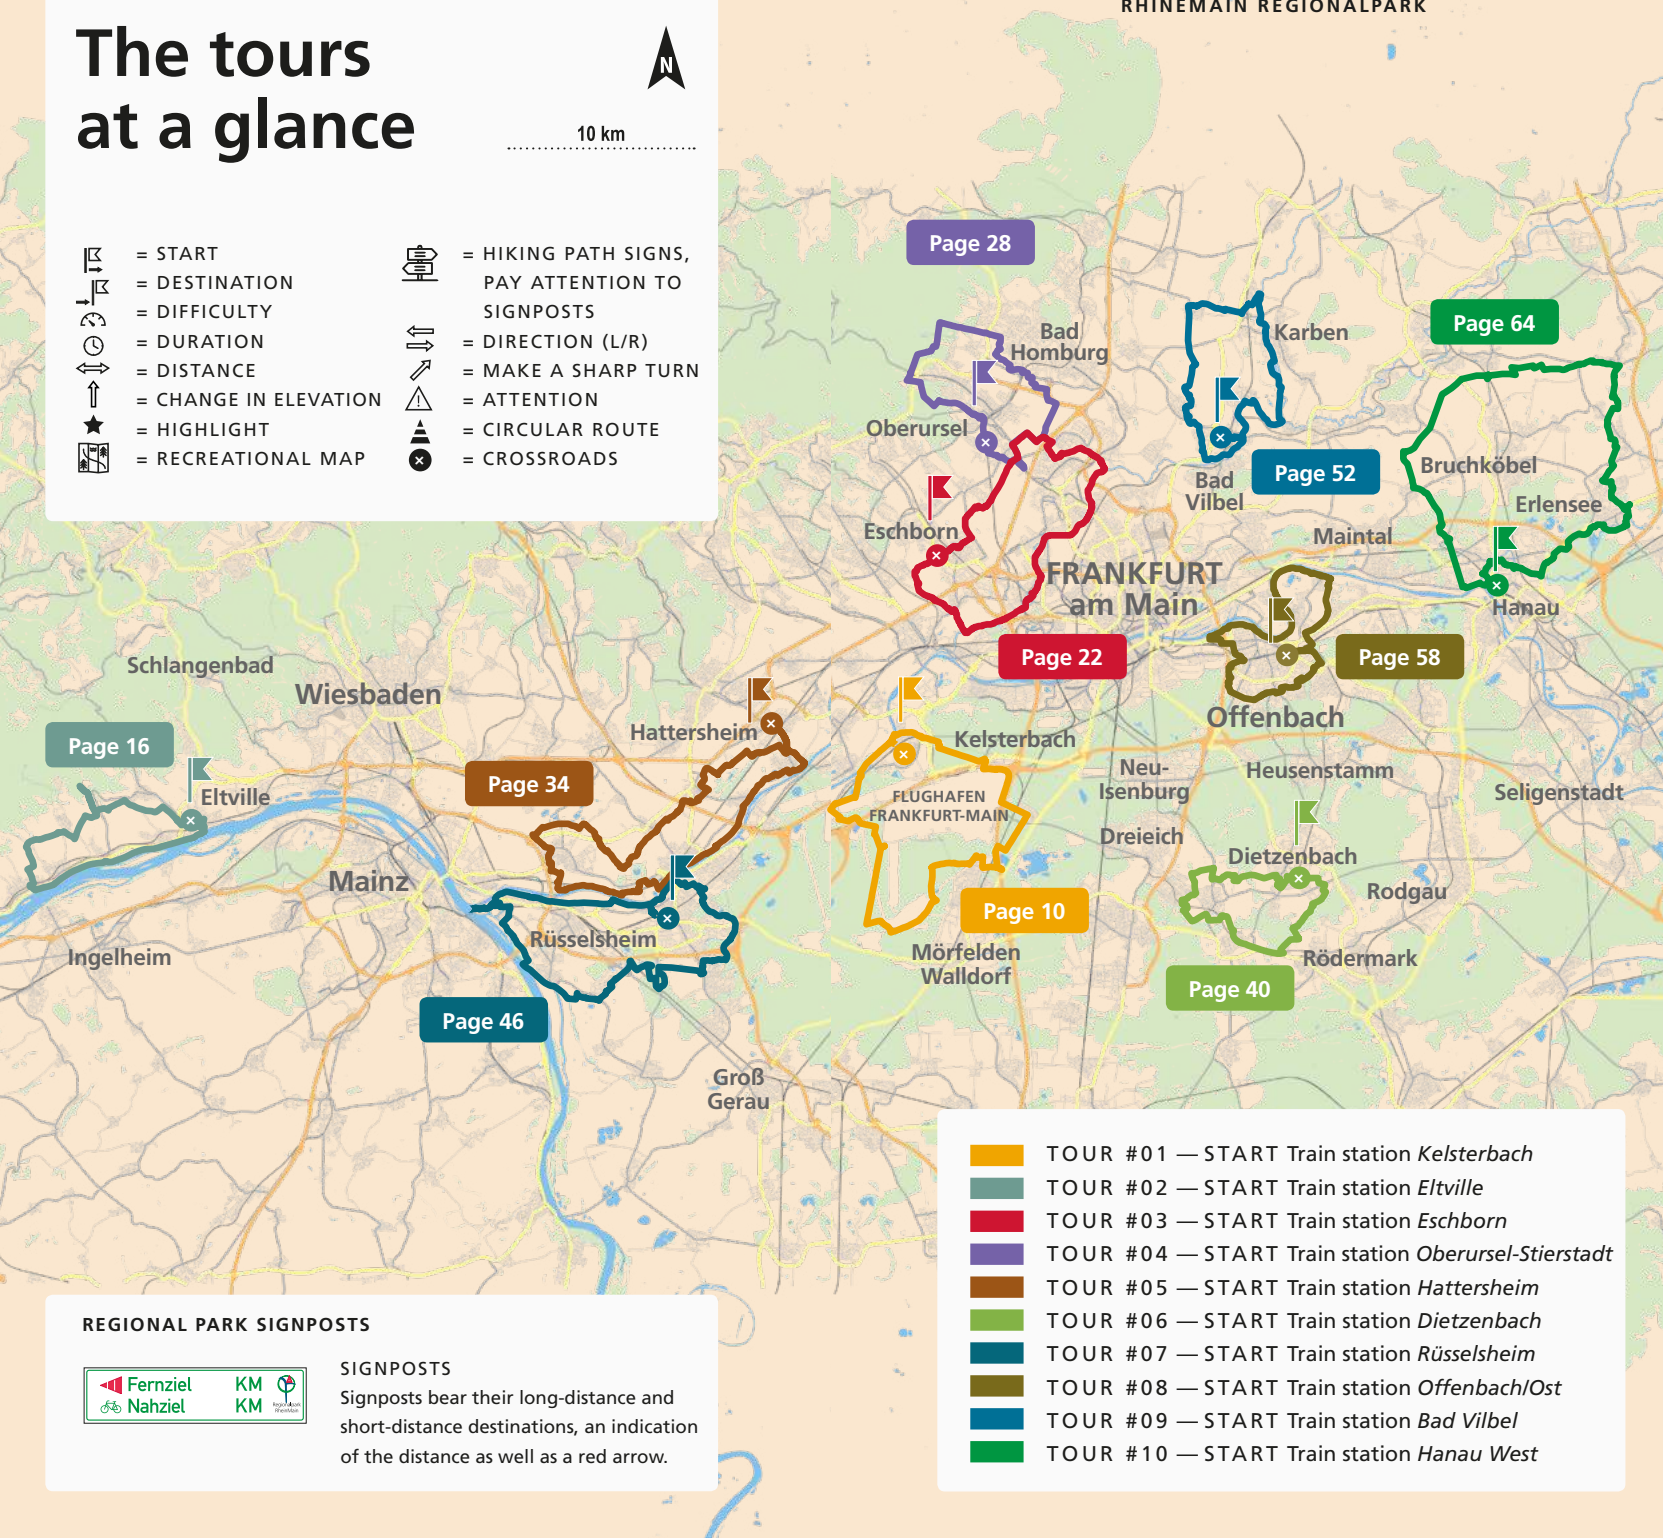 RHINEMAIN REGIONALPARK
The tours
at a glance
N
10 km
= START
= DESTINATION
= DIFFICULTY
= DURATION
= DISTANCE
= CHANGE IN ELEVATION
= HIGHLIGHT
= RECREATIONAL MAP
= HIKING PATH SIGNS,
PAY ATTENTION TO
SIGNPOSTS
= DIRECTION (L/R)
= MAKE A SHARP TURN
= ATTENTION
= CIRCULAR ROUTE
= CROSSROADS
Page 28
Page 64
Bad
Homburg
Karben
Oberursel
Bruchköbel
Page 52
Bad
Vilbel
Erlensee
Eschborn
Maintal
FRANKFURT
am Main
Hanau
Page 22
Page 58
Schlangenbad
Wiesbaden
Offenbach
Hattersheim
Kelsterbach
Page 16
Page 34
Neu-
Isenburg
Heusenstamm
Seligenstadt
Eltville
FLUGHAFEN
FRANKFURT-MAIN
Dreieich
Dietzenbach
Mainz
Rodgau
Page 10
Rüsselsheim
Ingelheim
Mörfelden
Walldorf
Rödermark
Page 40
Page 46
Groß
Gerau
TOUR #01 — START Train station Kelsterbach
TOUR #02 — START Train station Eltville
TOUR #03 — START Train station Eschborn
TOUR #04 — START Train station Oberursel-Stierstadt
TOUR #05 — START Train station Hattersheim
TOUR #06 — START Train station Dietzenbach
TOUR #07 — START Train station Rüsselsheim
TOUR #08 — START Train station Offenbach/Ost
TOUR #09 — START Train station Bad Vilbel
TOUR #10 — START Train station Hanau West
REGIONAL PARK SIGNPOSTS
Fernziel KM
Nahziel KM
Regionalpark
RheinMain
SIGNPOSTS
Signposts bear their long-distance and
short-distance destinations, an indication
of the distance as well as a red arrow.